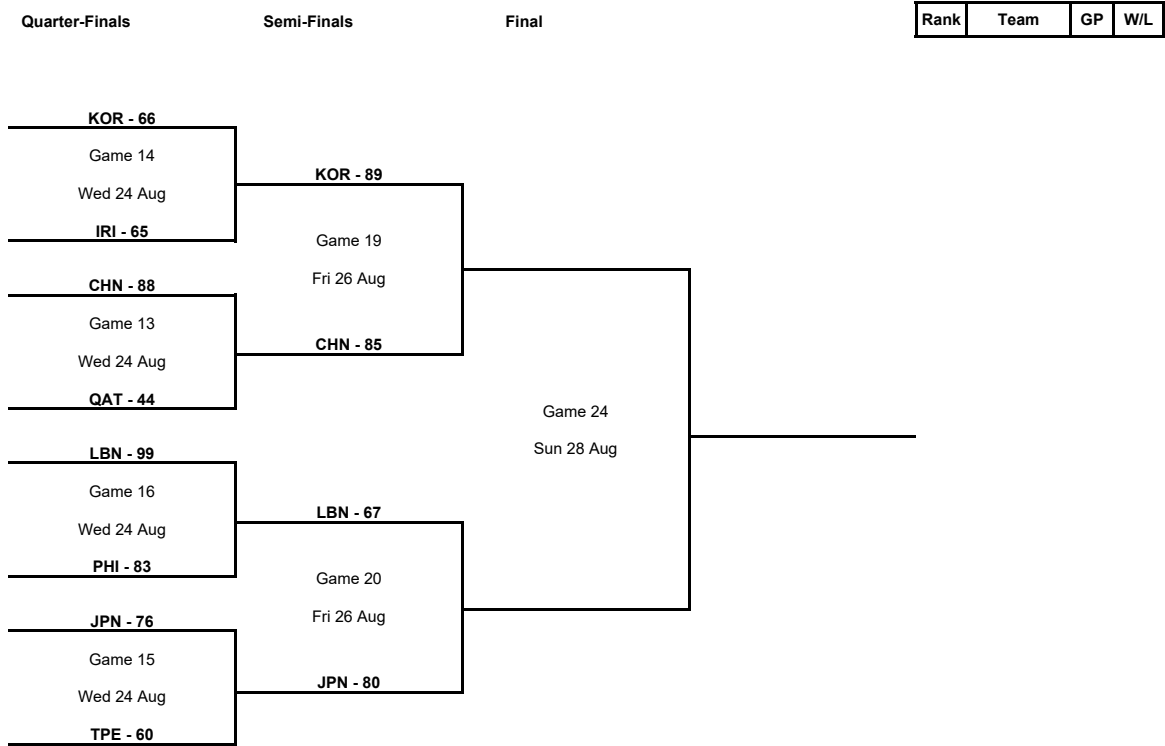 Quarter-Finals Semi-Finals Final Rank Team GP W/L
KOR - 66
Game 14
KOR - 89
Wed 24 Aug
IRI - 65
Game 19
Fri 26 Aug
CHN - 88
Game 13
CHN - 85
Wed 24 Aug
QAT - 44
Game 24
Sun 28 Aug
LBN - 99
Game 16
LBN - 67
Wed 24 Aug
PHI - 83
Game 20
Fri 26 Aug
JPN - 76
Game 15
JPN - 80
Wed 24 Aug
TPE - 60